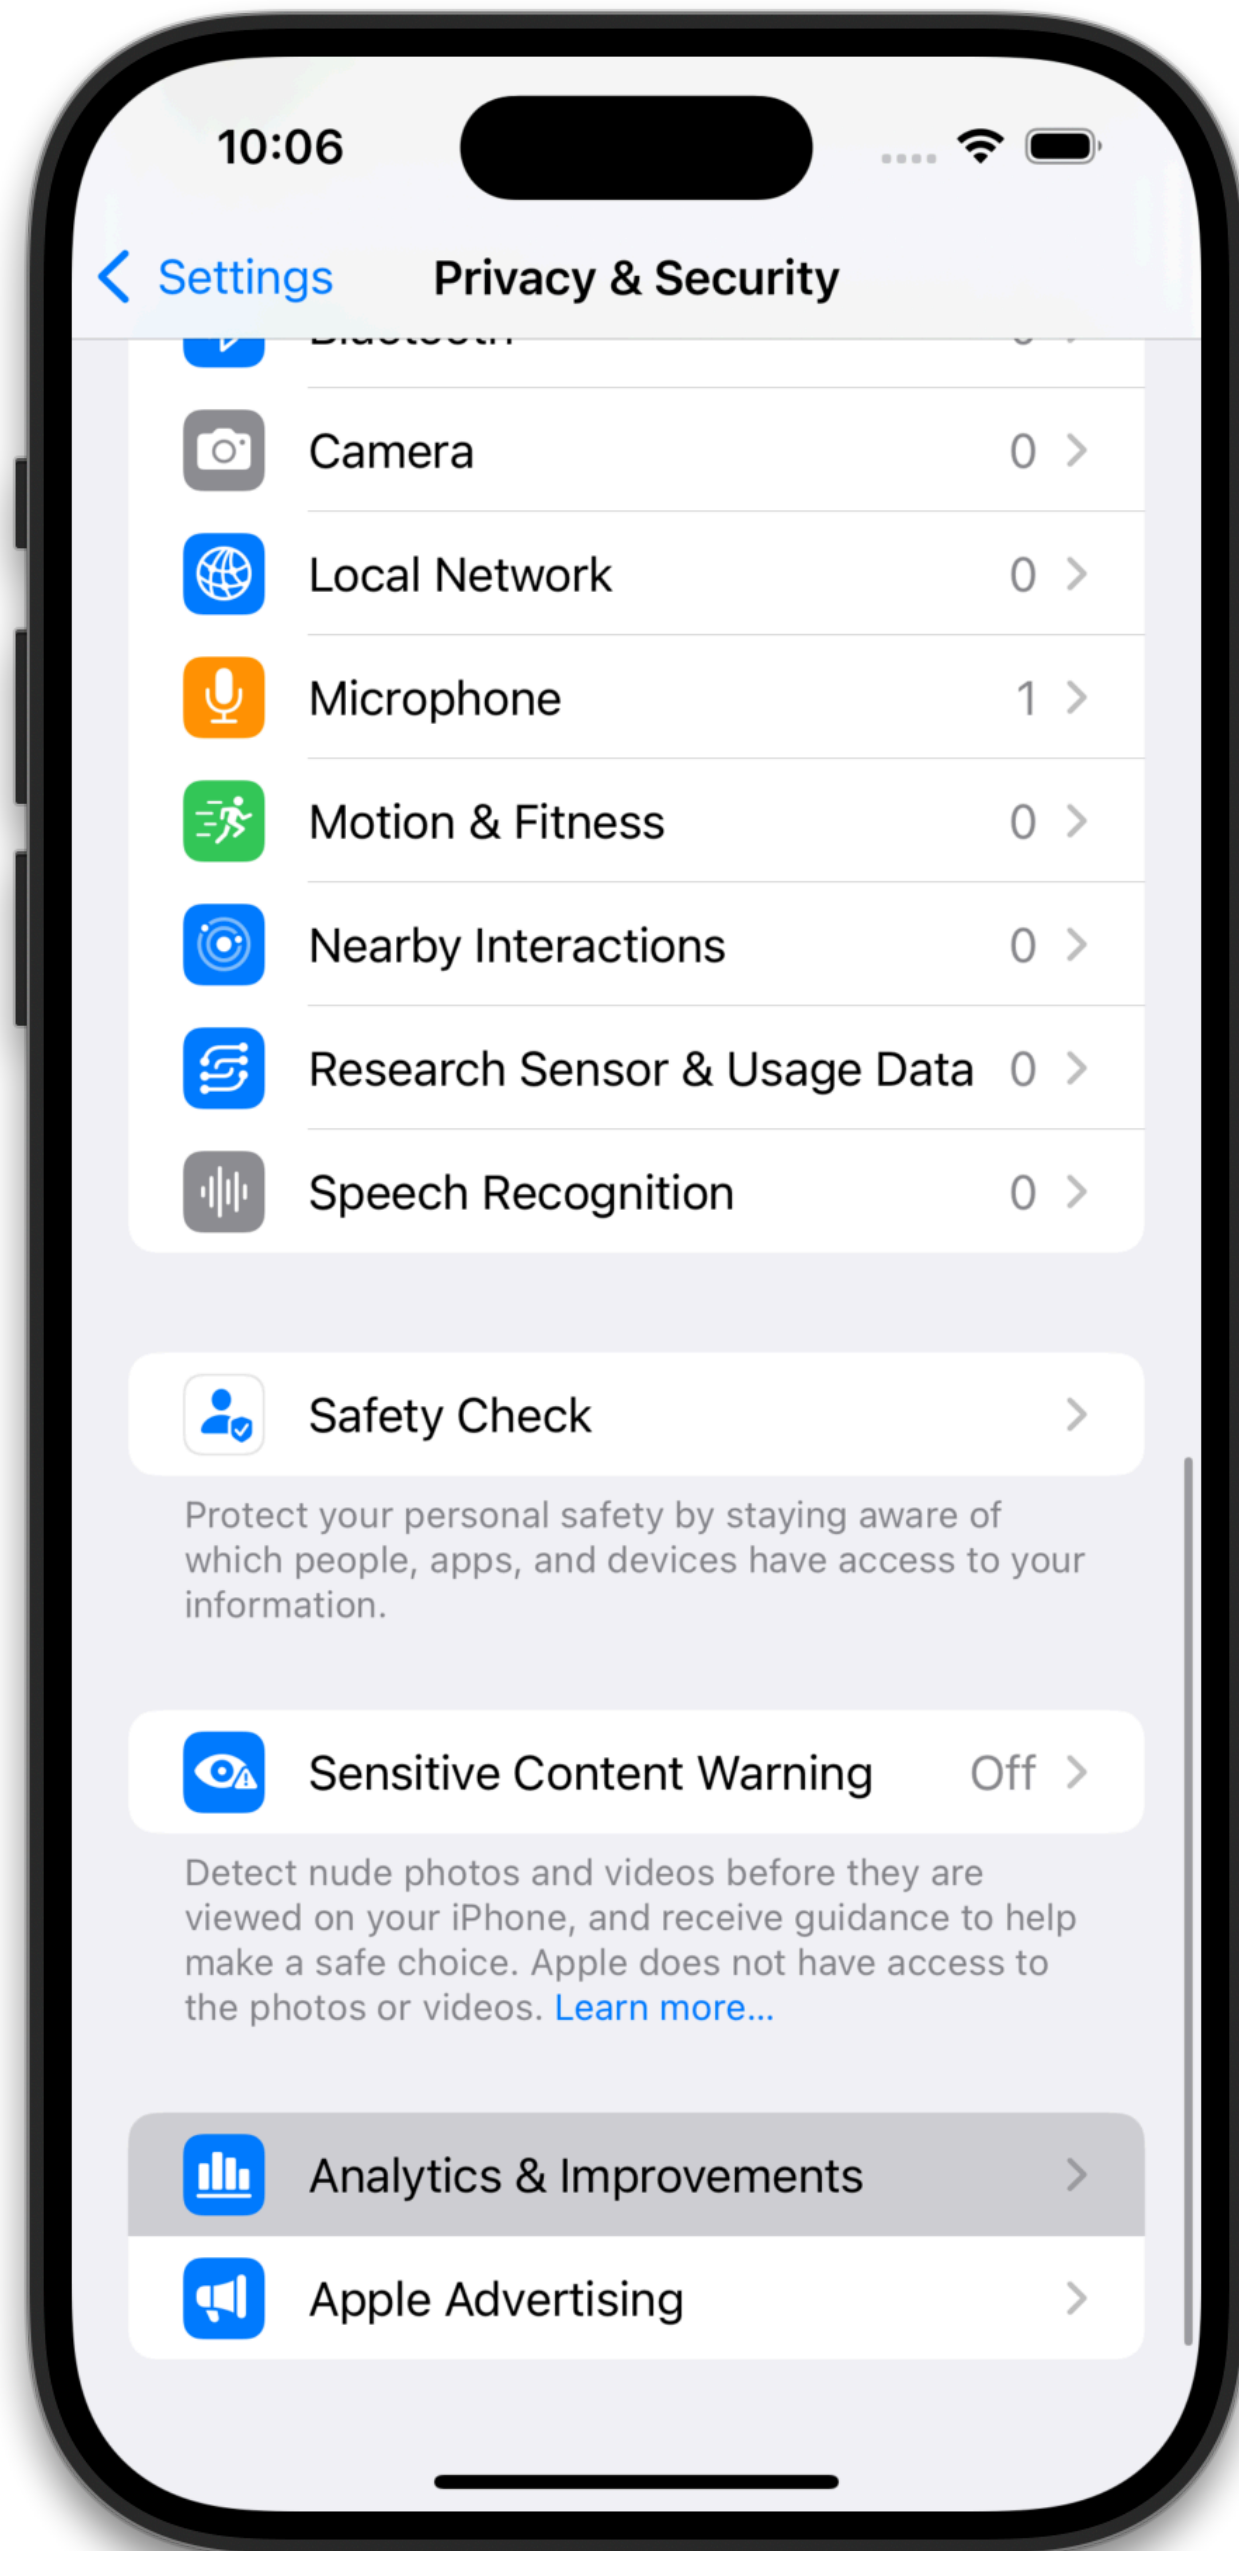 10:06
Settings
Privacy & Security
Bluetooth
Camera
0
Local Network
0
Microphone
1
Motion & Fitness
0
Nearby Interactions
0
Research Sensor & Usage Data
0
Speech Recognition
0
Safety Check
Protect your personal safety by staying aware of
which people, apps, and devices have access to your
information.
Sensitive Content Warning
Off
Detect nude photos and videos before they are
viewed on your iPhone, and receive guidance to help
make a safe choice. Apple does not have access to
the photos or videos. Learn more...
Analytics & Improvements
Apple Advertising